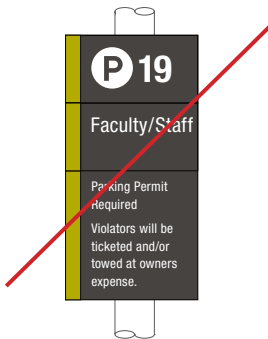 P 19
Faculty/Staff
Parking Permit
Required
Violators will be
ticketed and/or
towed at owners
expense.